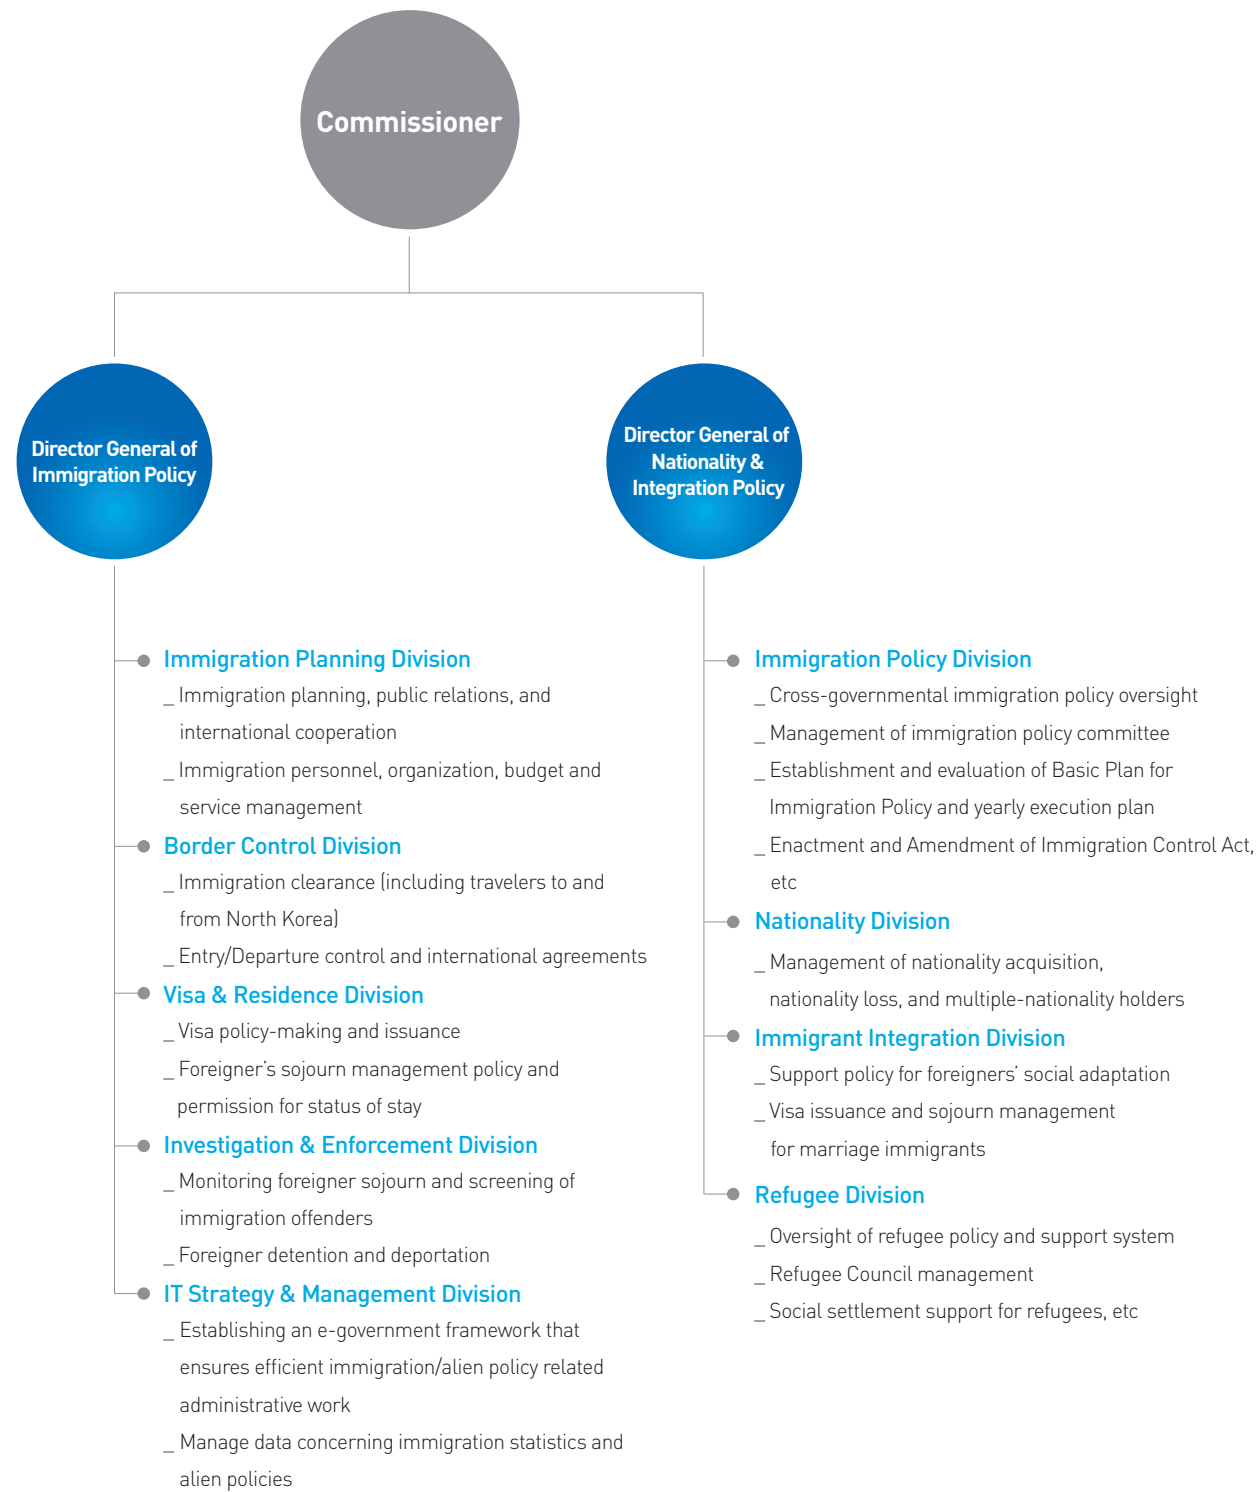 Commissioner
Director General of
Immigration Policy
Director General of
Nationality &
Integration Policy
Immigration Planning Division
_ Immigration planning, public relations, and
international cooperation
_ Immigration personnel, organization, budget and
service management
Border Control Division
_ Immigration clearance (including travelers to and
from North Korea)
_ Entry/Departure control and international agreements
Visa & Residence Division
_ Visa policy-making and issuance
_ Foreigner's sojourn management policy and
permission for status of stay
Investigation & Enforcement Division
_ Monitoring foreigner sojourn and screening of
immigration offenders
_ Foreigner detention and deportation
IT Strategy & Management Division
_ Establishing an e-government framework that
ensures efficient immigration/alien policy related
administrative work
_ Manage data concerning immigration statistics and
alien policies
Immigration Policy Division
_ Cross-governmental immigration policy oversight
_ Management of immigration policy committee
_ Establishment and evaluation of Basic Plan for
Immigration Policy and yearly execution plan
_ Enactment and Amendment of Immigration Control Act,
etc
Nationality Division
_ Management of nationality acquisition,
nationality loss, and multiple-nationality holders
Immigrant Integration Division
_ Support policy for foreigners' social adaptation
_ Visa issuance and sojourn management
for marriage immigrants
Refugee Division
_ Oversight of refugee policy and support system
_ Refugee Council management
_ Social settlement support for refugees, etc